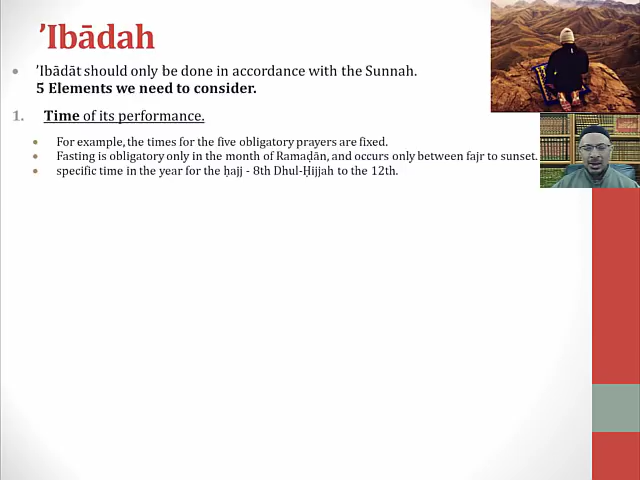 ’Ibādah
’Ibādāt should only be done in accordance with the Sunnah.
5 Elements we need to consider.
1. Time of its performance.
For example, the times for the five obligatory prayers are fixed.
Fasting is obligatory only in the month of Ramaḍān, and occurs only between fajr to sunset.
specific time in the year for the ḥajj - 8th Dhul-Ḥijjah to the 12th.